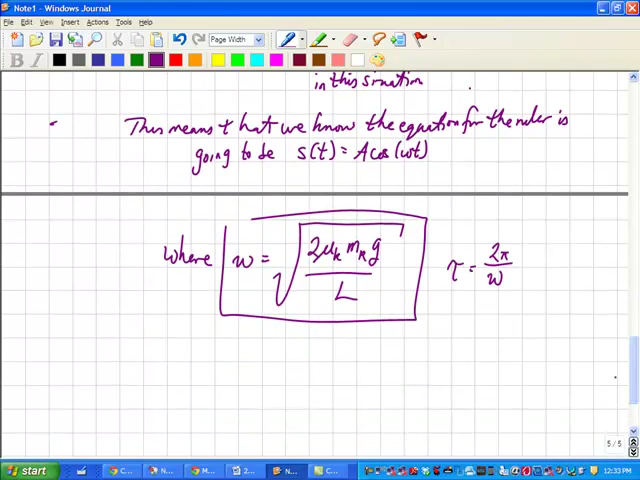 Note1 - Windows Journal
File Edit View Insert Actions Tools Help
Page Width
B I
in this situation
This means that we know the equation for the ruler is
going to be s(t) = A cos(ωt)
where ω = √(2μₖ mᵣ g / L) τ = 2π/ω
5 / 5
start C... N... M... 2... N... C... 12:33 PM